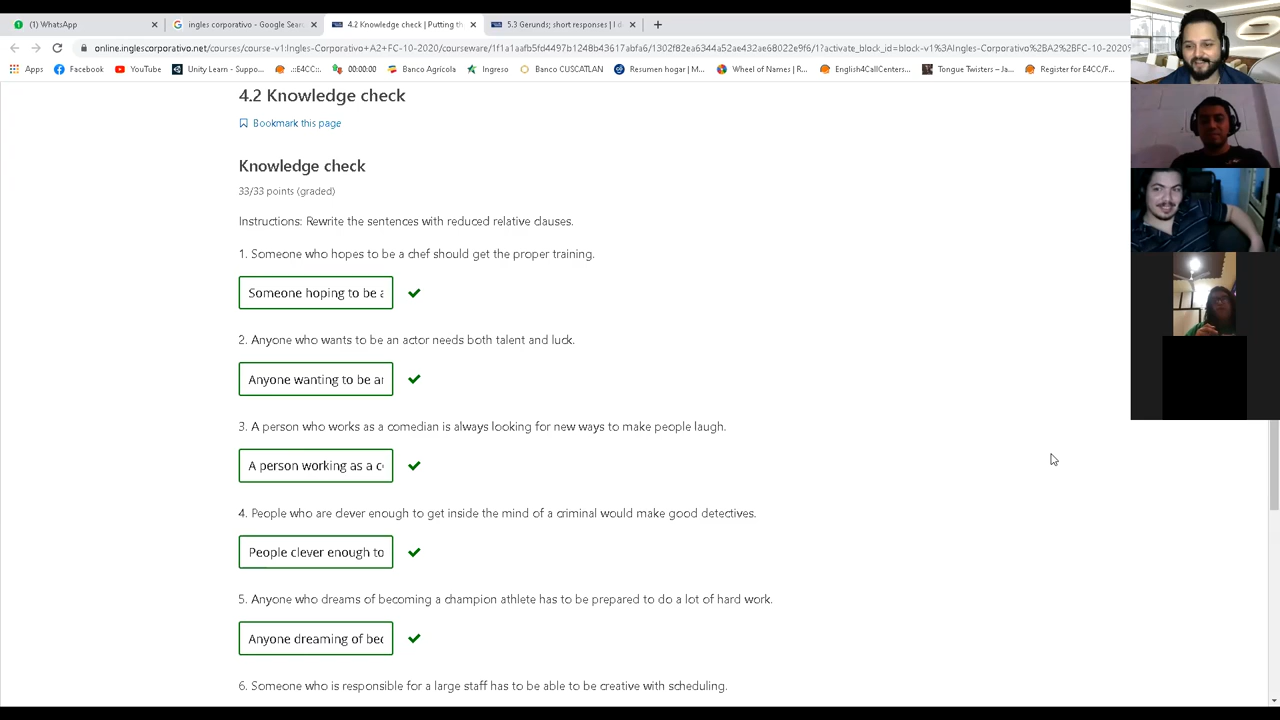 (1) WhatsApp
ingles corporativo - Google Sear
4.2 Knowledge check | Putting th
5.3 Gerunds; short responses | I d
Apps
Facebook
YouTube
Unity Learn - Suppo...
.::E4CC::.
00:00:00
Banco Agrícola
Ingreso
Banco CUSCATLAN
Resumen hogar | M...
Wheel of Names | R...
English4CallCenters...
Tongue Twisters – Ja...
Register for E4CC/F...
4.2 Knowledge check
Bookmark this page
Knowledge check
33/33 points (graded)
Instructions: Rewrite the sentences with reduced relative clauses.
1. Someone who hopes to be a chef should get the proper training.
Someone hoping to be a
2. Anyone who wants to be an actor needs both talent and luck.
Anyone wanting to be an
3. A person who works as a comedian is always looking for new ways to make people laugh.
A person working as a c
4. People who are clever enough to get inside the mind of a criminal would make good detectives.
People clever enough to
5. Anyone who dreams of becoming a champion athlete has to be prepared to do a lot of hard work.
Anyone dreaming of bec
6. Someone who is responsible for a large staff has to be able to be creative with scheduling.